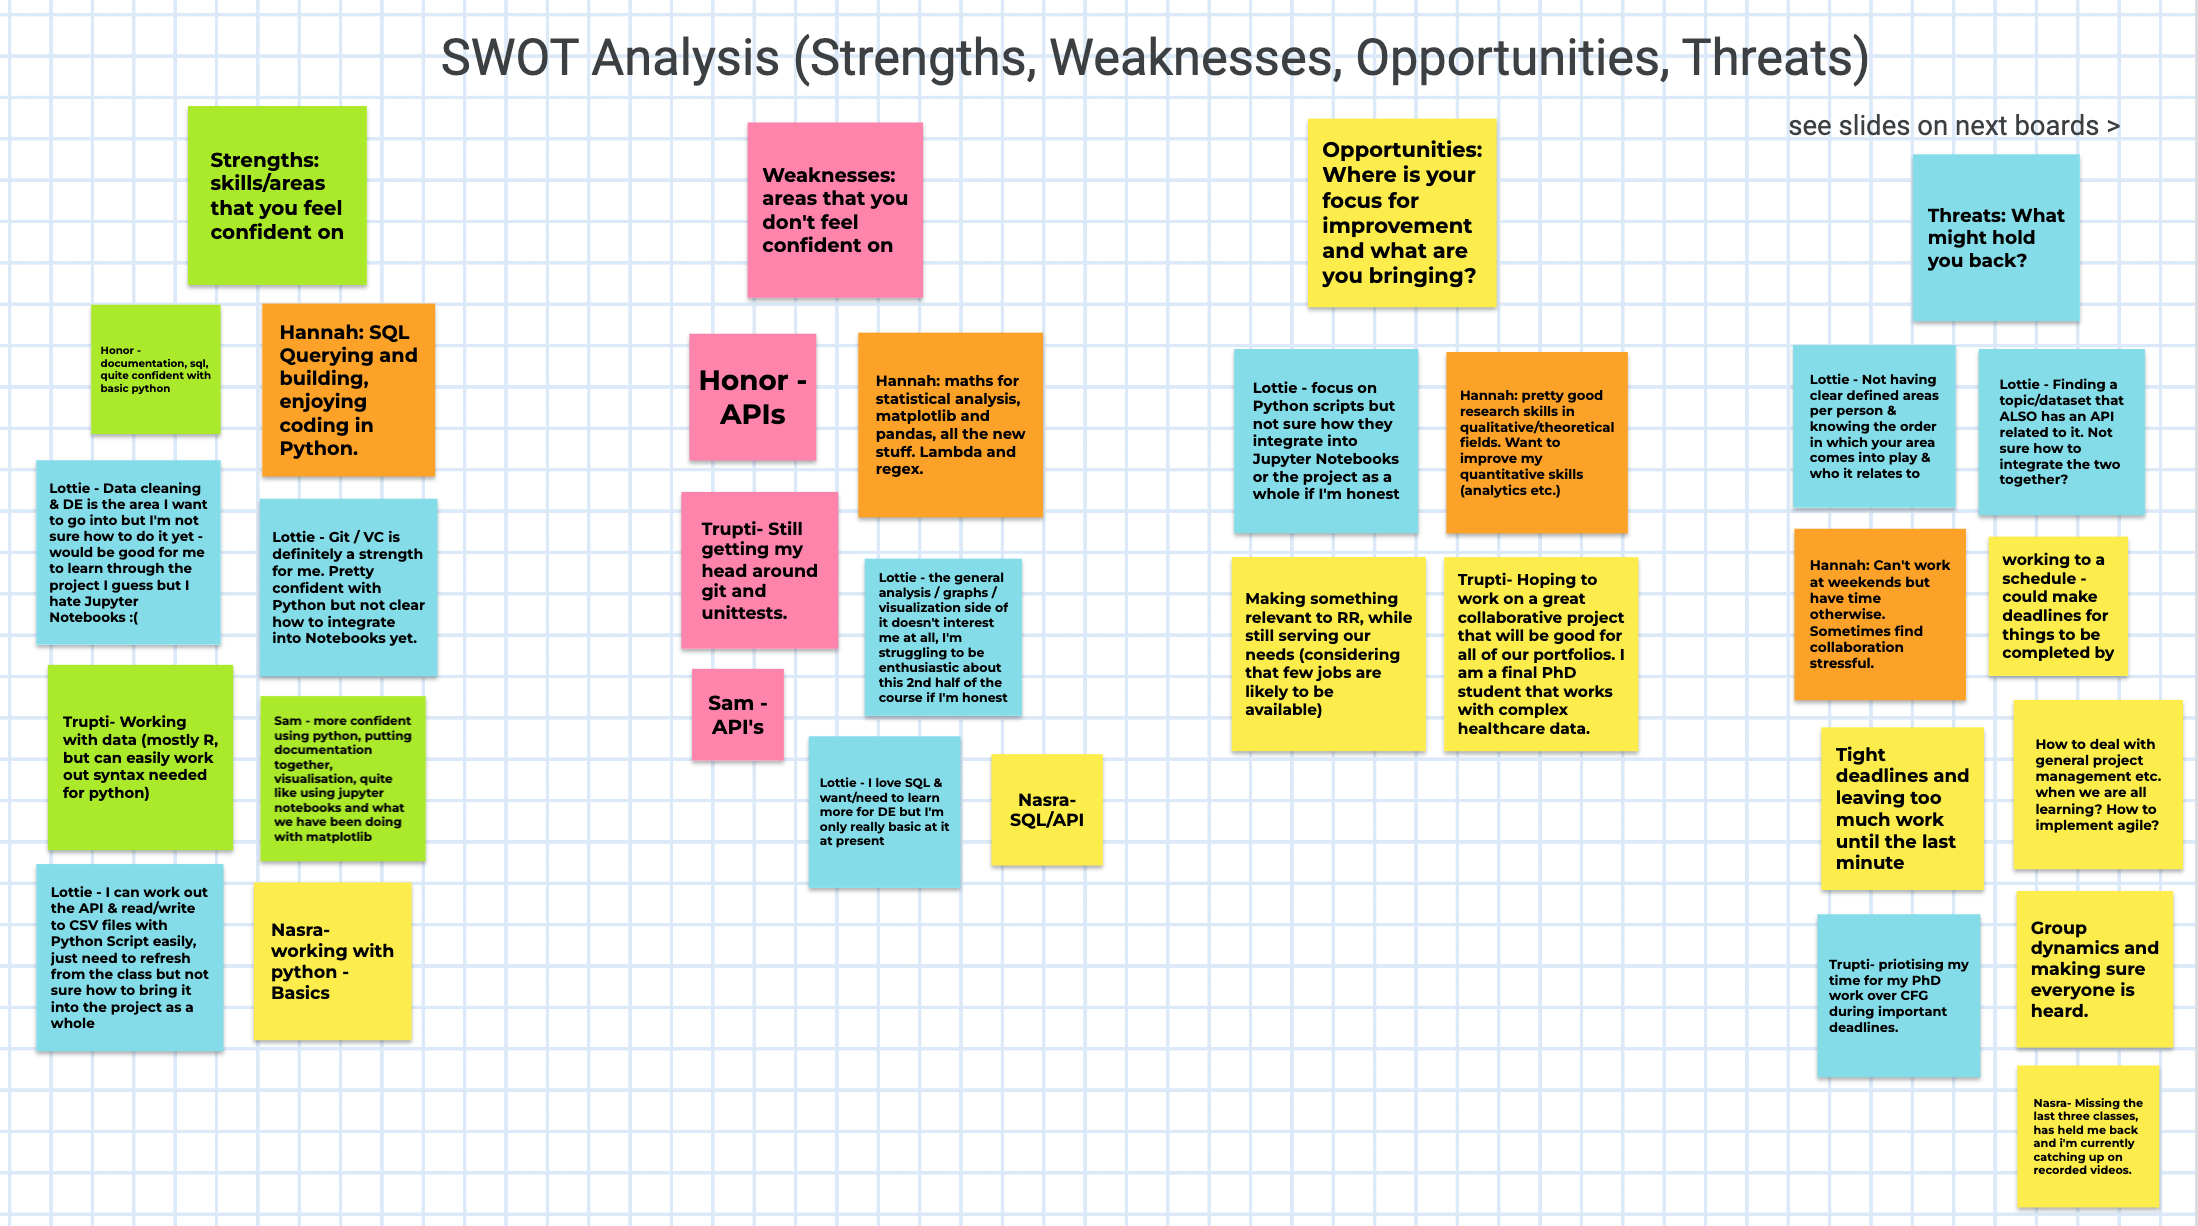 SWOT Analysis (Strengths, Weaknesses, Opportunities, Threats)
see slides on next boards >
Strengths:
skills/areas
that you feel
confident on
Honor -
documentation, sql,
quite confident with
basic python
Hannah: SQL
Querying and
building,
enjoying
coding in
Python.
Lottie - Data cleaning
& DE is the area I want
to go into but I'm not
sure how to do it yet -
would be good for me
to learn through the
project I guess but I
hate Jupyter
Notebooks :(
Lottie - Git / VC is
definitely a strength
for me. Pretty
confident with
Python but not clear
how to integrate
into Notebooks yet.
Trupti- Working
with data (mostly R,
but can easily work
out syntax needed
for python)
Sam - more confident
using python, putting
documentation
together,
visualisation, quite
like using jupyter
notebooks and what
we have been doing
with matplotlib
Lottie - I can work out
the API & read/write
to CSV files with
Python Script easily,
just need to refresh
from the class but not
sure how to bring it
into the project as a
whole
Nasra-
working with
python -
Basics
Weaknesses:
areas that you
don't feel
confident on
Honor -
APIs
Hannah: maths for
statistical analysis,
matplotlib and
pandas, all the new
stuff. Lambda and
regex.
Trupti- Still
getting my
head around
git and
unittests.
Lottie - the general
analysis / graphs /
visualization side of
it doesn't interest
me at all, I'm
struggling to be
enthusiastic about
this 2nd half of the
course if I'm honest
Sam -
API's
Lottie - I love SQL &
want/need to learn
more for DE but I'm
only really basic at it
at present
Nasra-
SQL/API
Opportunities:
Where is your
focus for
improvement
and what are
you bringing?
Lottie - focus on
Python scripts but
not sure how they
integrate into
Jupyter Notebooks
or the project as a
whole if I'm honest
Hannah: pretty good
research skills in
qualitative/theoretical
fields. Want to
improve my
quantitative skills
(analytics etc.)
Making something
relevant to RR, while
still serving our
needs (considering
that few jobs are
likely to be
available)
Trupti- Hoping to
work on a great
collaborative project
that will be good for
all of our portfolios. I
am a final PhD
student that works
with complex
healthcare data.
Threats: What
might hold
you back?
Lottie - Not having
clear defined areas
per person &
knowing the order
in which your area
comes into play &
who it relates to
Lottie - Finding a
topic/dataset that
ALSO has an API
related to it. Not
sure how to
integrate the two
together?
Hannah: Can't work
at weekends but
have time
otherwise.
Sometimes find
collaboration
stressful.
working to a
schedule -
could make
deadlines for
things to be
completed by
Tight
deadlines and
leaving too
much work
until the last
minute
How to deal with
general project
management etc.
when we are all
learning? How to
implement agile?
Trupti- priotising my
time for my PhD
work over CFG
during important
deadlines.
Group
dynamics and
making sure
everyone is
heard.
Nasra- Missing the
last three classes,
has held me back
and i'm currently
catching up on
recorded videos.